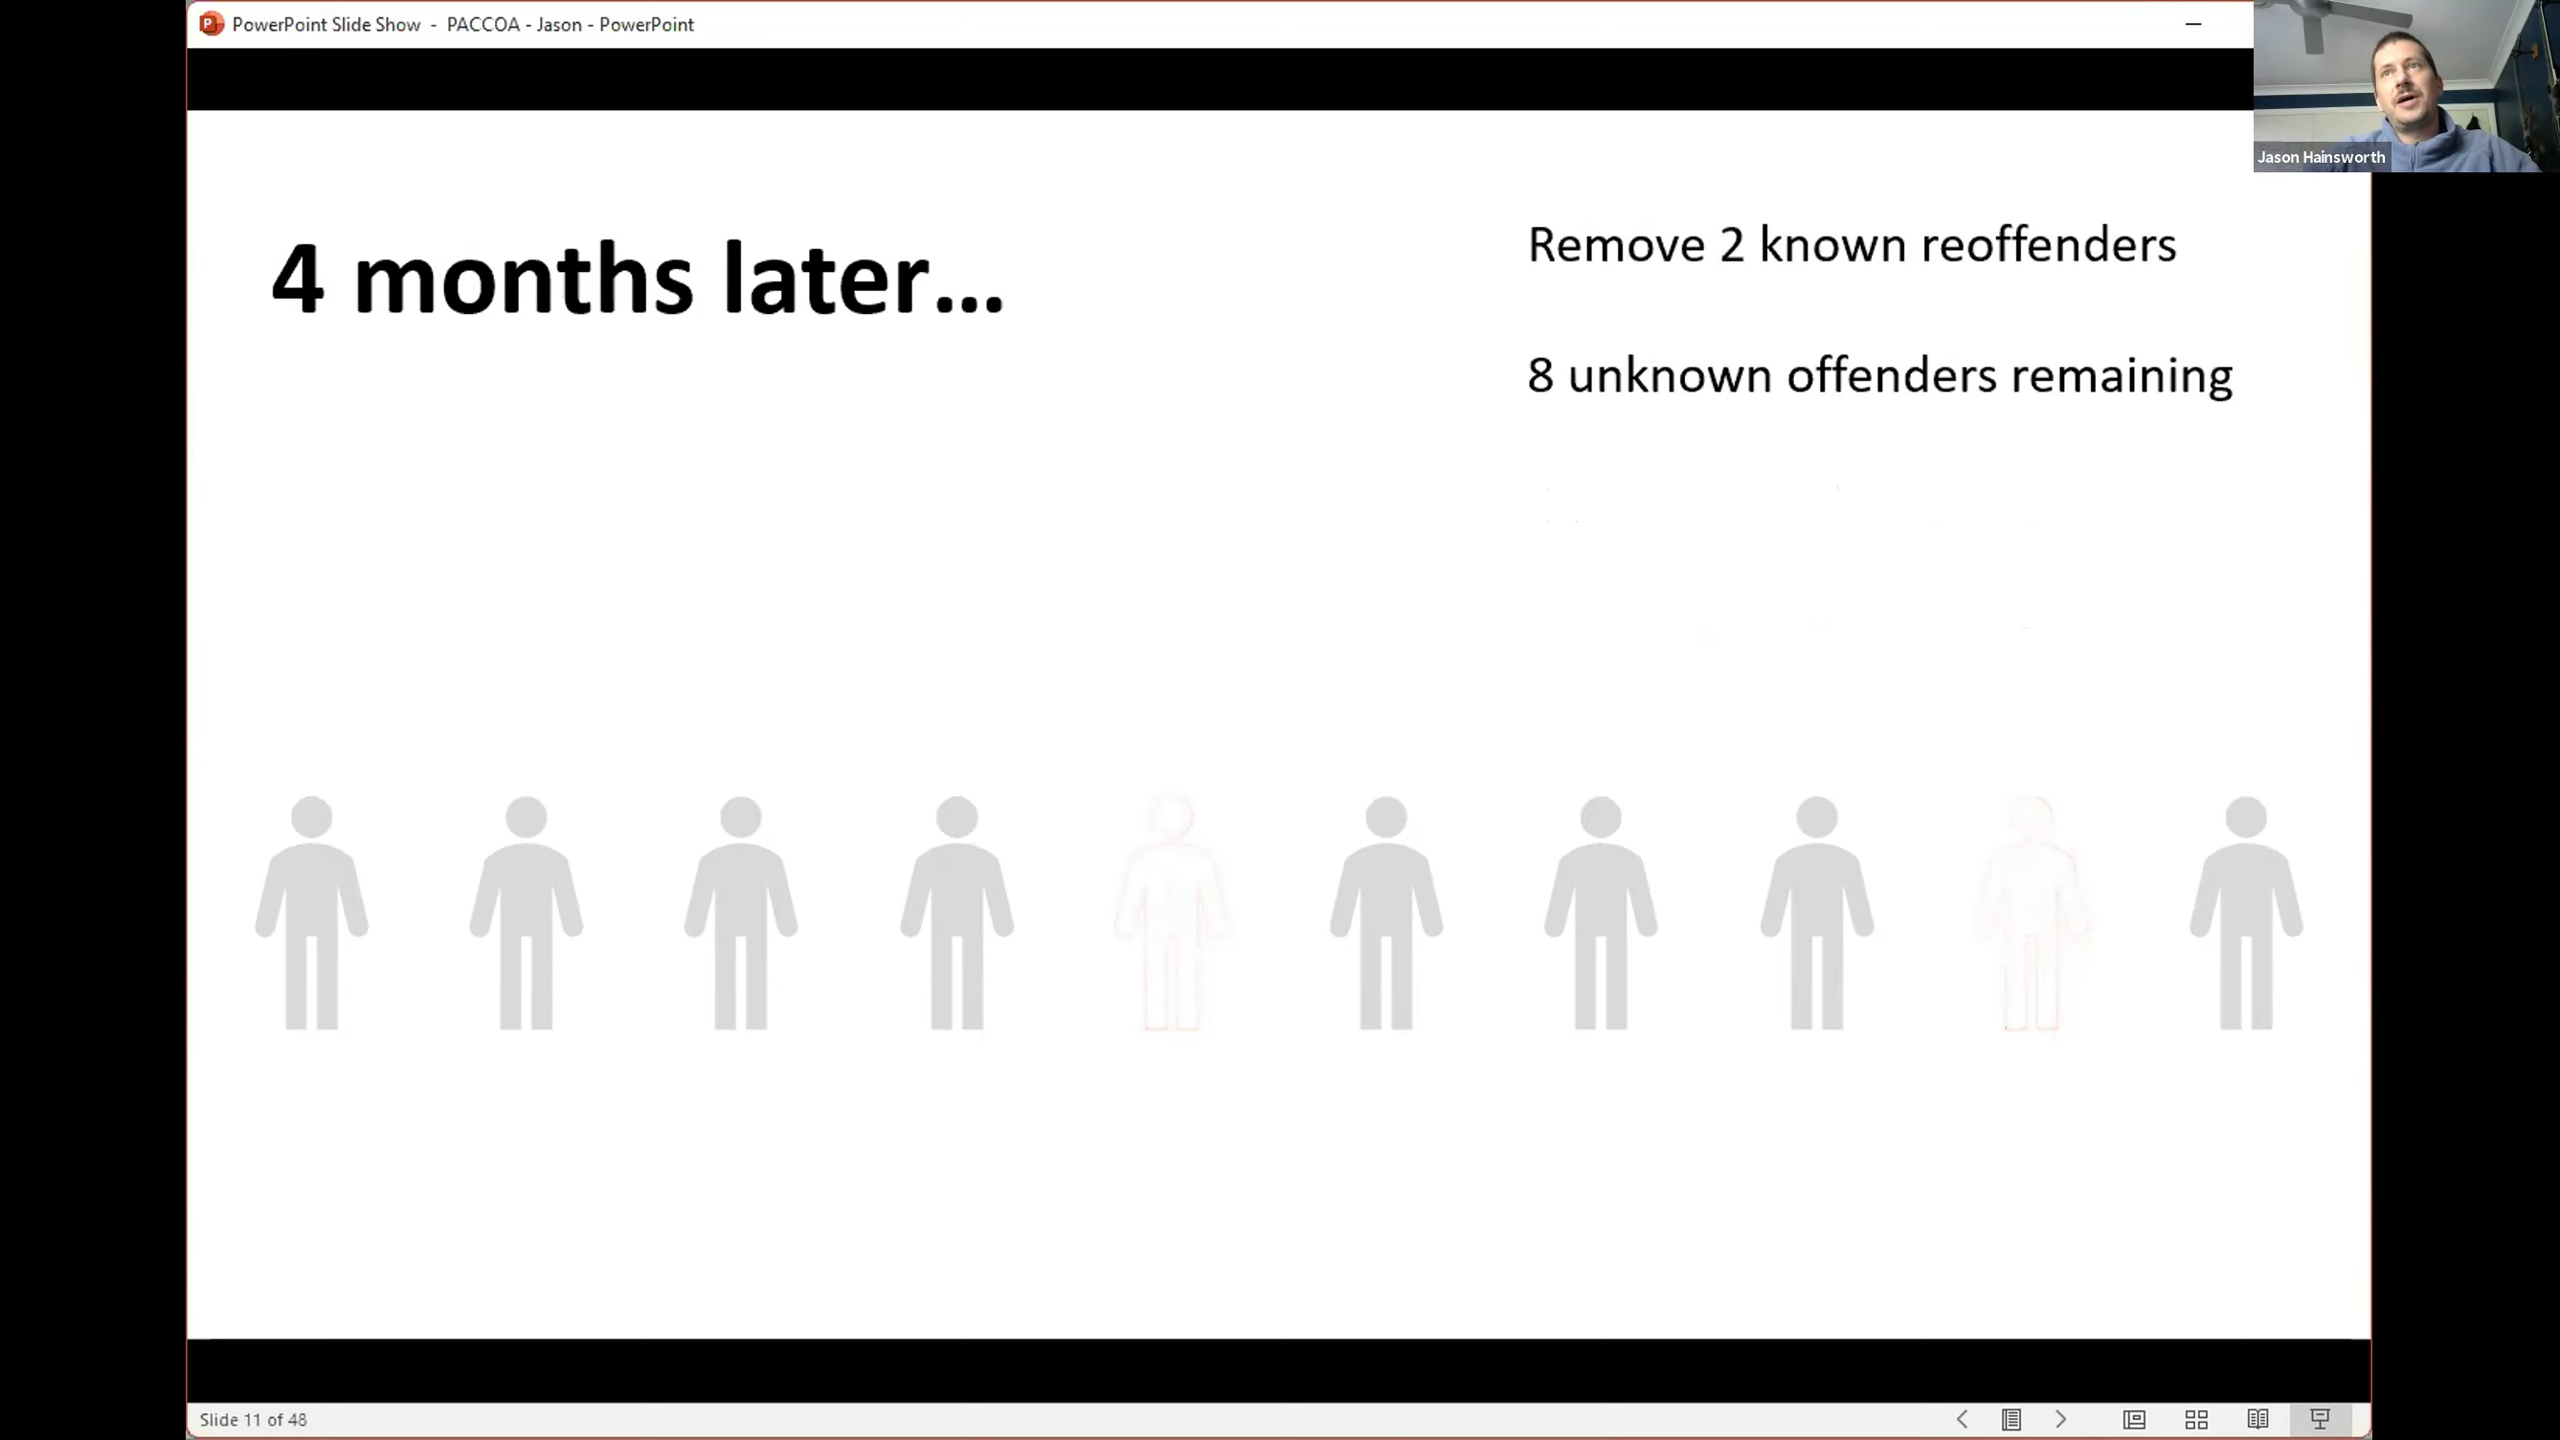 PowerPoint Slide Show - PACCOA - Jason - PowerPoint
Jason Hainsworth
4 months later...
Remove 2 known reoffenders
8 unknown offenders remaining
Slide 11 of 48